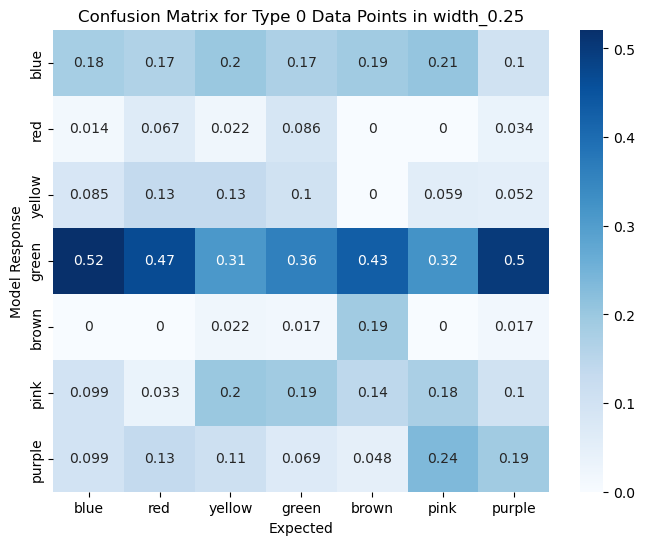 Confusion Matrix for Type 0 Data Points in width_0.25
blue 0.18 0.17 0.2 0.17 0.19 0.21 0.1
red 0.014 0.067 0.022 0.086 0 0 0.034
yellow 0.085 0.13 0.13 0.1 0 0.059 0.052
green 0.52 0.47 0.31 0.36 0.43 0.32 0.5
brown 0 0 0.022 0.017 0.19 0 0.017
pink 0.099 0.033 0.2 0.19 0.14 0.18 0.1
purple 0.099 0.13 0.11 0.069 0.048 0.24 0.19
blue red yellow green brown pink purple
Expected
Model Response
0.5
0.4
0.3
0.2
0.1
0.0